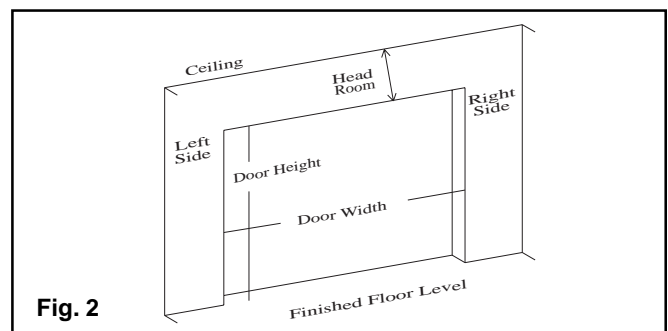 Ceiling
Head
Room
Right
Side
Left
Side
Door Height
Door Width
Finished Floor Level
Fig. 2